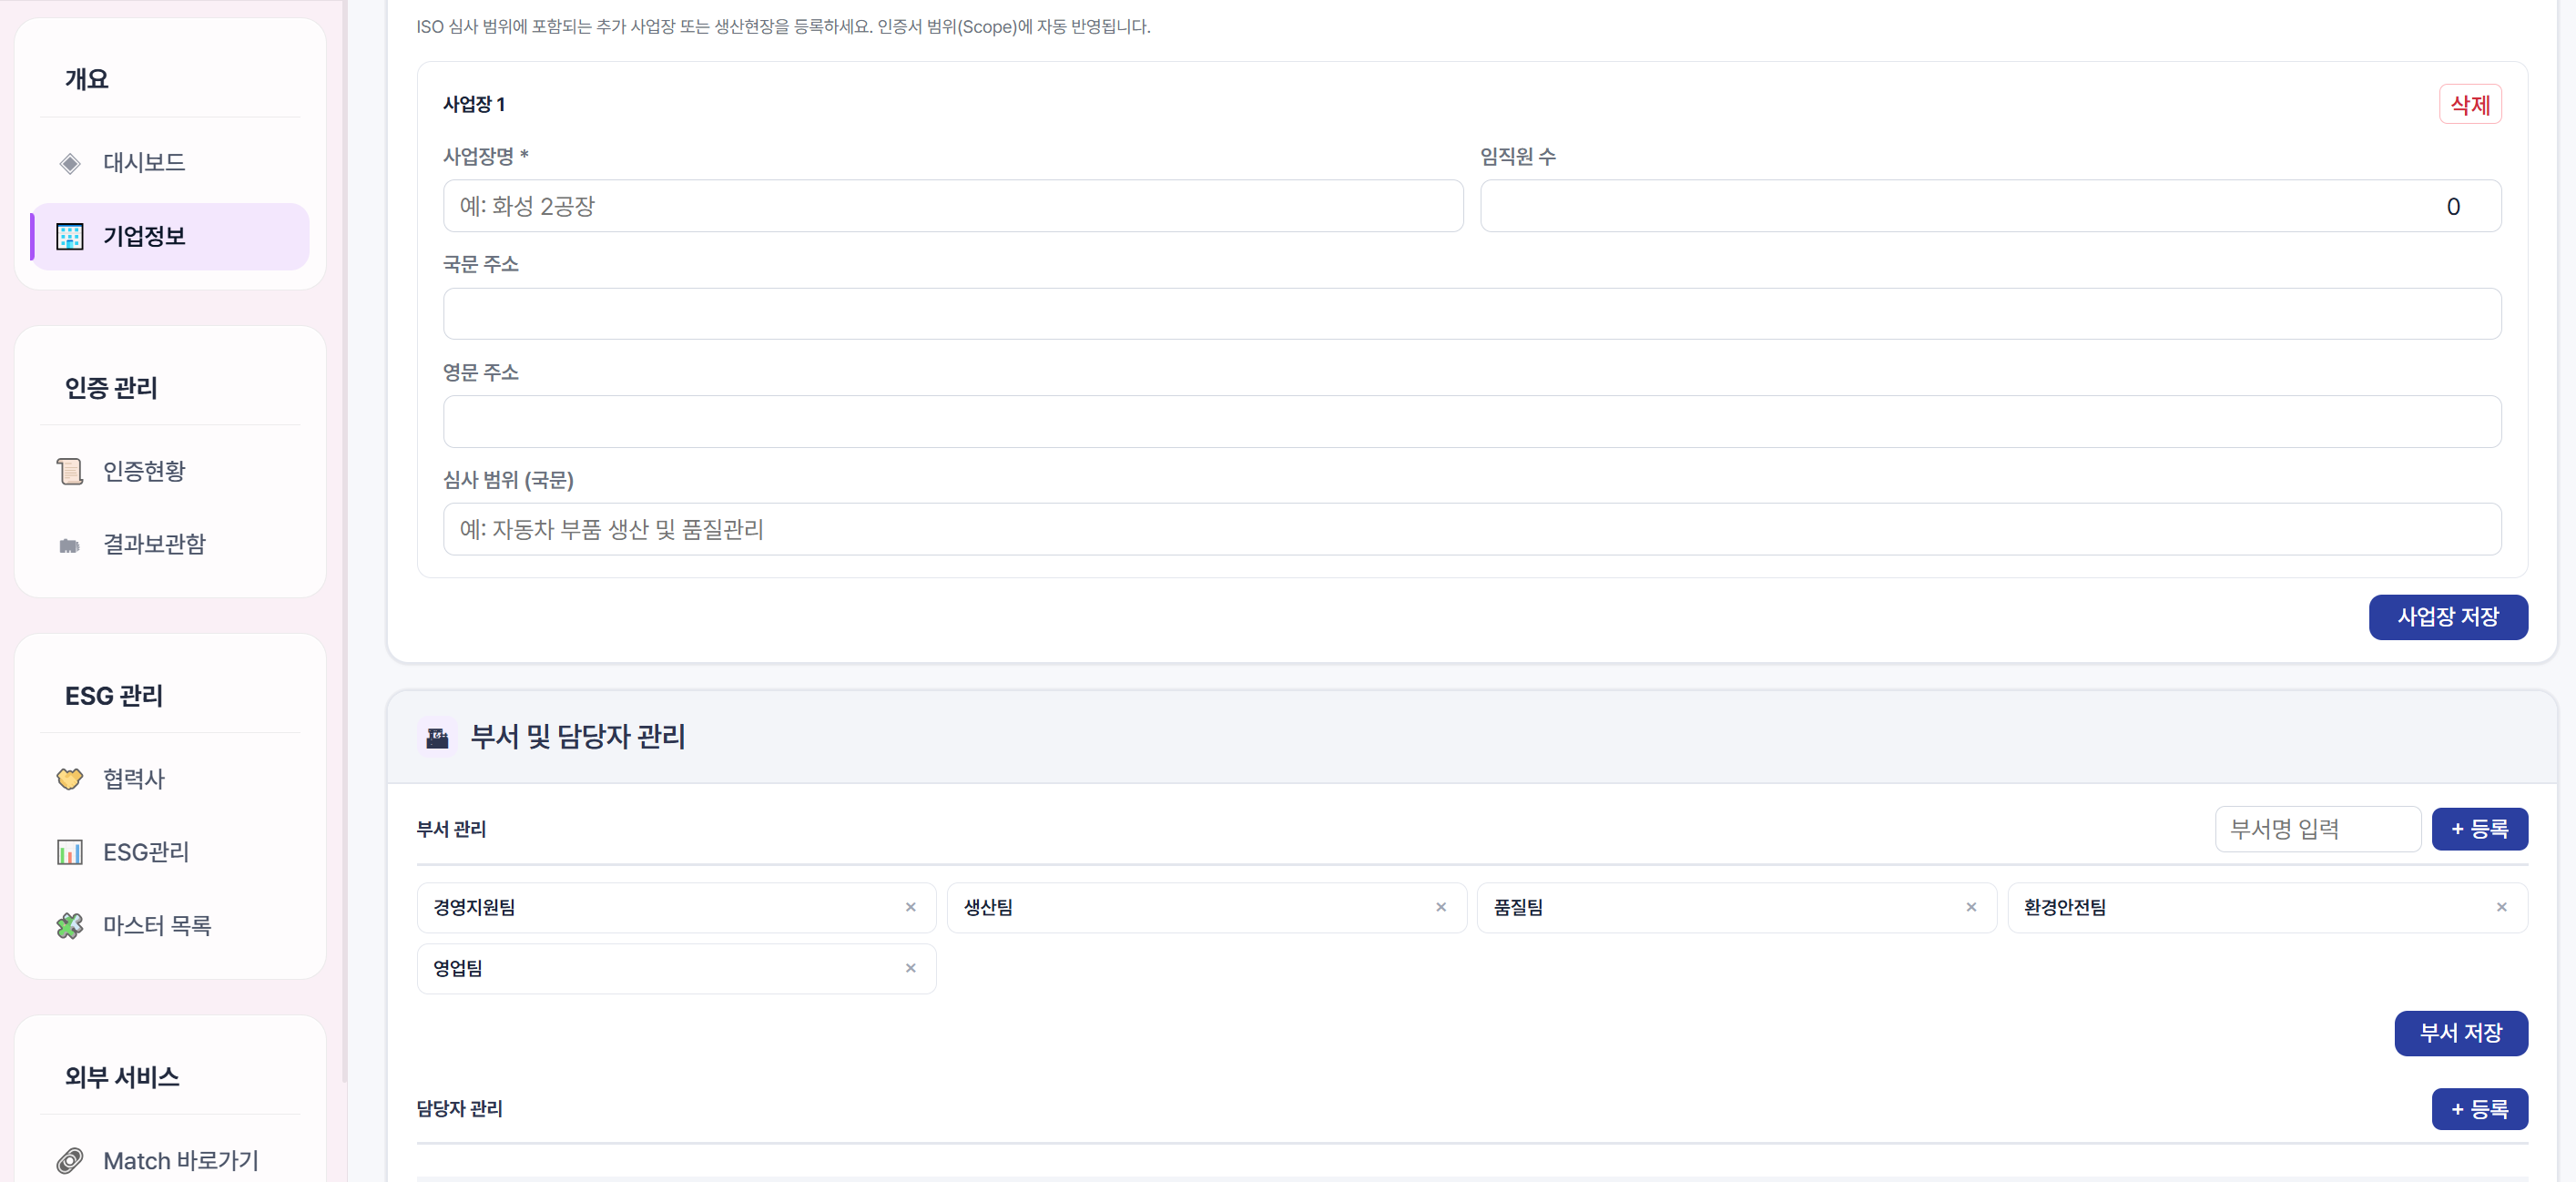 개요
대시보드
기업정보
인증 관리
인증현황
결과보관함
ESG 관리
협력사
ESG관리
마스터 목록
외부 서비스
Match 바로가기
ISO 심사 범위에 포함되는 추가 사업장 또는 생산현장을 등록하세요. 인증서 범위(Scope)에 자동 반영됩니다.
사업장 1
삭제
사업장명 *
임직원 수
예: 화성 2공장
0
국문 주소
영문 주소
심사 범위 (국문)
예: 자동차 부품 생산 및 품질관리
사업장 저장
부서 및 담당자 관리
부서 관리
부서명 입력
+ 등록
경영지원팀 ×
생산팀 ×
품질팀 ×
환경안전팀 ×
영업팀 ×
부서 저장
담당자 관리
+ 등록